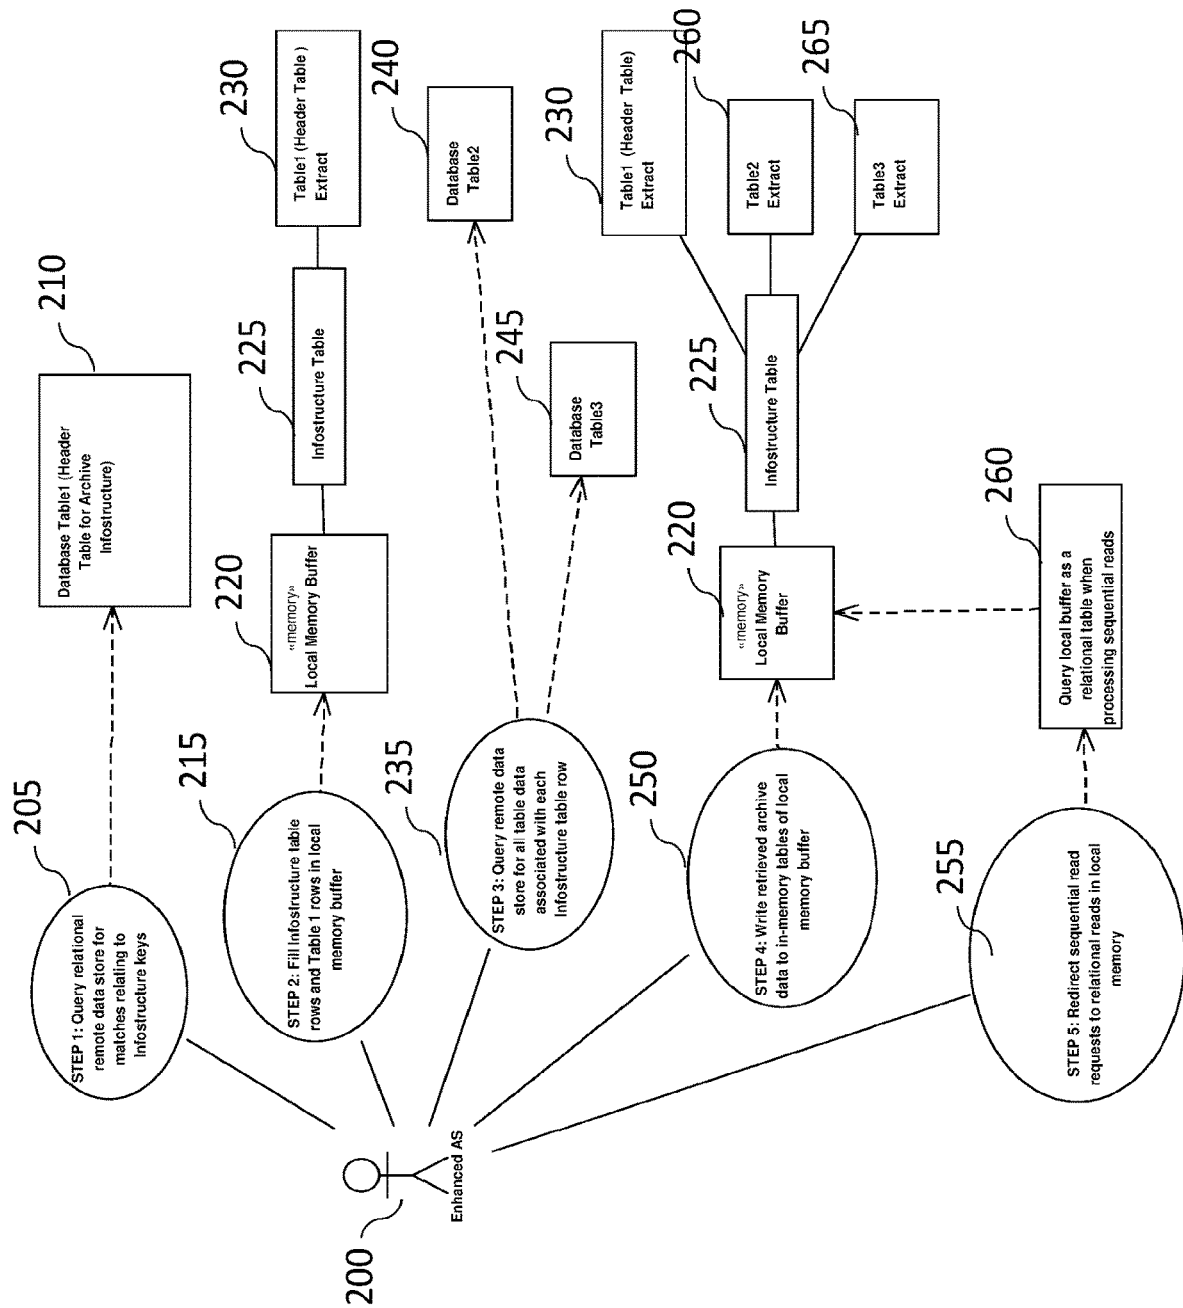 205
STEP 1: Query relational
remote data store for
matches relating to
Infostructure keys
210
Database Table1 (Header
Table for Archive
Infostructure)
215
STEP 2: Fill Infostructure table
rows and Table 1 rows in local
memory buffer
220
«memory»
Local Memory Buffer
225
Infostructure Table
230
Table1 (Header Table)
Extract
200
Enhanced AS
235
STEP 3: Query remote data
store for all table data
associated with each
Infostructure table row
240
Database
Table2
245
Database
Table3
250
STEP 4: Write retrieved archive
data to in-memory tables of local
memory buffer
220
«memory»
Local Memory
Buffer
225
Infostructure Table
230
Table1 (Header Table)
Extract
260
Table2
Extract
265
Table3
Extract
255
STEP 5: Redirect sequential read
requests to relational reads in local
memory
260
Query local buffer as a
relational table when
processing sequential reads